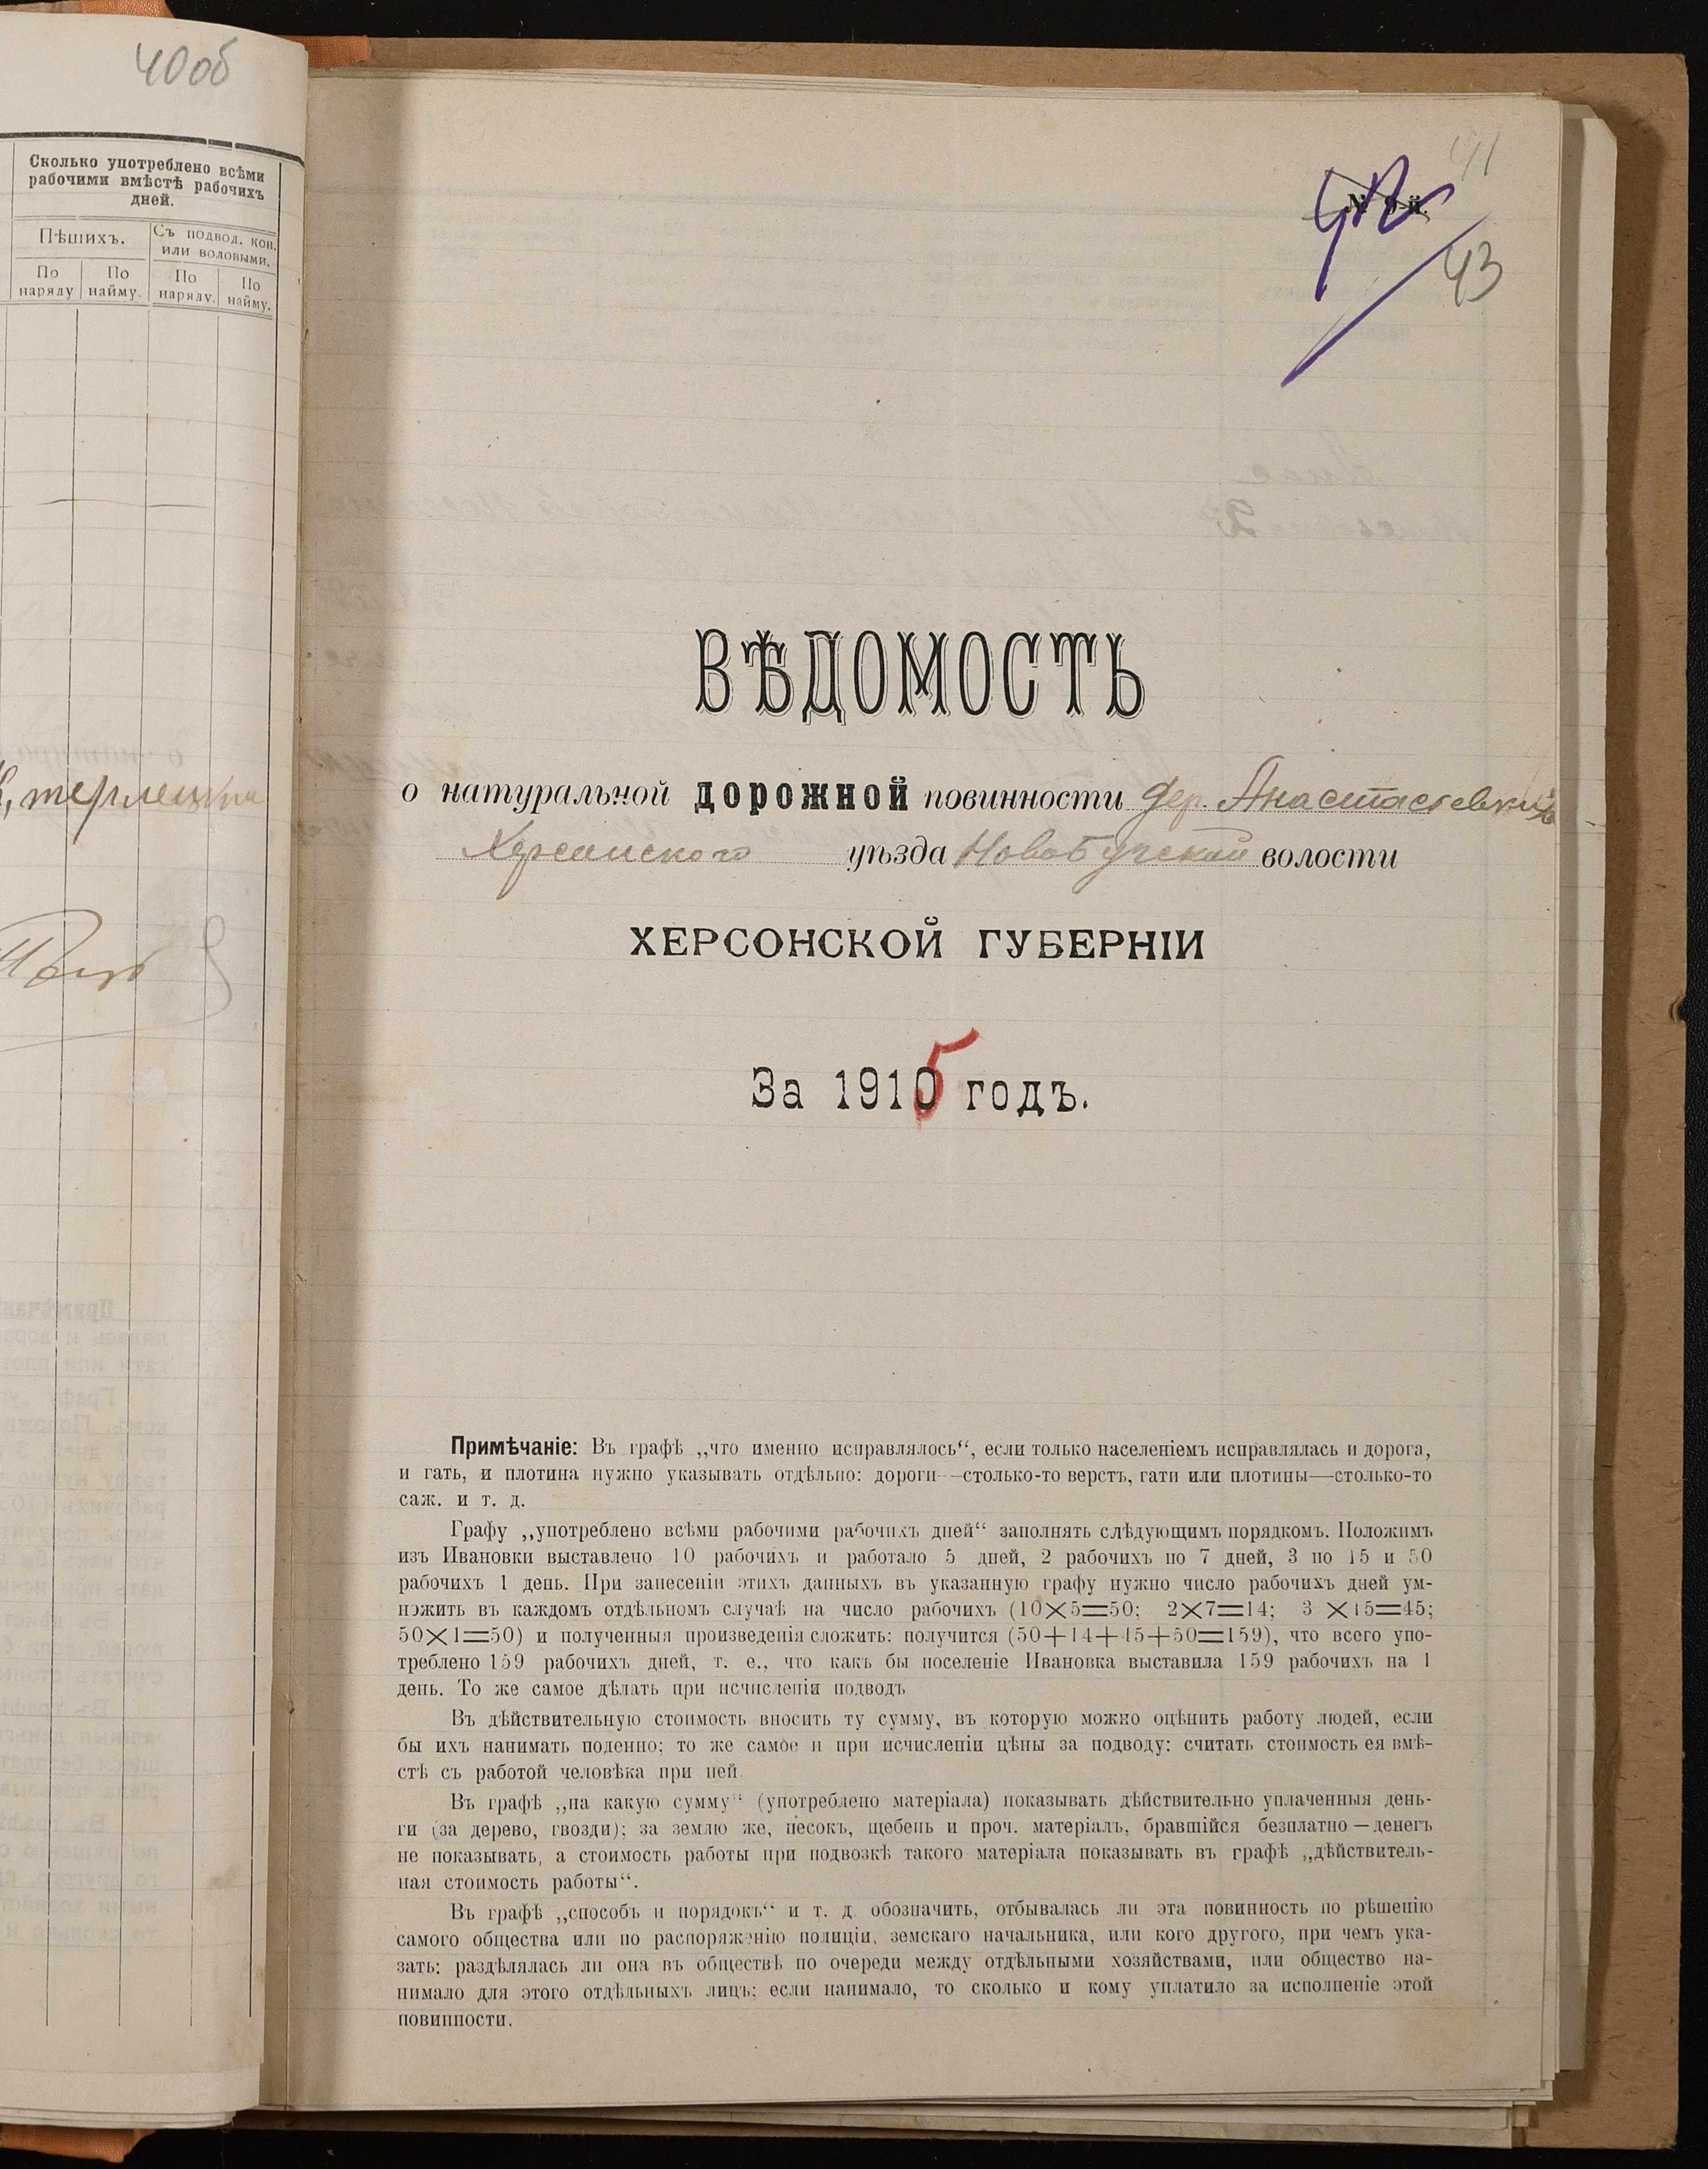 40об
Сколько употреблено всѣми
рабочими вмѣстѣ рабочихъ
дней.
Пѣшихъ.
Съ подвод. кон.
или воловыми.
По
наряду
По
найму.
По
наряду.
По
найму.
41
№ 9-й.
43
ВѢДОМОСТЬ
о натуральной дорожной повинности дер. Анастасьевки
Херсонскаго уѣзда Новобугской волости
ХЕРСОНСКОЙ ГУБЕРНІИ
За 1915 годъ.
Примѣчаніе: Въ графѣ „что именно исправлялось“, если только населеніемъ исправлялась и дорога,
и гать, и плотина нужно указывать отдѣльно: дороги—столько-то верстъ, гати или плотины—столько-то
саж. и т. д.
Графу „употреблено всѣми рабочими рабочихъ дней“ заполнять слѣдующимъ порядкомъ. Положимъ
изъ Ивановки выставлено 10 рабочихъ и работало 5 дней, 2 рабочихъ по 7 дней, 3 по 15 и 50
рабочихъ 1 день. При занесеніи этихъ данныхъ въ указанную графу нужно число рабочихъ дней ум-
ножить въ каждомъ отдѣльномъ случаѣ на число рабочихъ (10×5=50; 2×7=14; 3×15=45;
50×1=50) и полученныя произведенія сложить: получится (50+14+45+50=159), что всего упо-
треблено 159 рабочихъ дней, т. е., что какъ бы поселеніе Ивановка выставила 159 рабочихъ на 1
день. То же самое дѣлать при исчисленіи подводъ
Въ дѣйствительную стоимость вносить ту сумму, въ которую можно оцѣнить работу людей, если
бы ихъ нанимать поденно; то же самое и при исчисленіи цѣны за подводу: считать стоимость ея вмѣ-
стѣ съ работой человѣка при ней
Въ графѣ „на какую сумму“ (употреблено матеріала) показывать дѣйствительно уплаченныя день-
ги (за дерево, гвозди); за землю же, песокъ, щебень и проч. матеріалъ, бравшійся безплатно—денегъ
не показывать, а стоимость работы при подвозкѣ такого матеріала показывать въ графѣ „дѣйствитель-
ная стоимость работы“.
Въ графѣ „способъ и порядокъ“ и т. д. обозначить, отбывалась ли эта повинность по рѣшенію
самого общества или по распоряженію полиціи, земскаго начальника, или кого другого, при чемъ ука-
зать: раздѣлялась ли она въ обществѣ по очереди между отдѣльными хозяйствами, или общество на-
нимало для этого отдѣльныхъ лицъ; если нанимало, то сколько и кому уплатило за исполненіе этой
повинности.